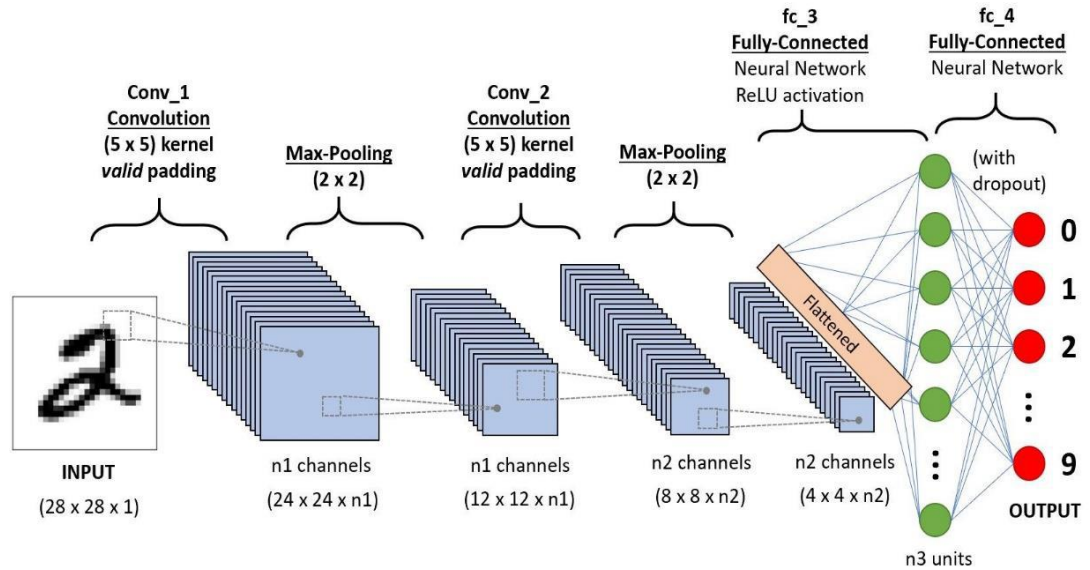 fc_3
Fully-Connected
Neural Network
ReLU activation
fc_4
Fully-Connected
Neural Network
Conv_1
Convolution
(5 x 5) kernel
valid padding
Max-Pooling
(2 x 2)
Conv_2
Convolution
(5 x 5) kernel
valid padding
Max-Pooling
(2 x 2)
(with
dropout)
Flattened
0
1
2
9
INPUT
(28 x 28 x 1)
n1 channels
(24 x 24 x n1)
n1 channels
(12 x 12 x n1)
n2 channels
(8 x 8 x n2)
n2 channels
(4 x 4 x n2)
OUTPUT
n3 units